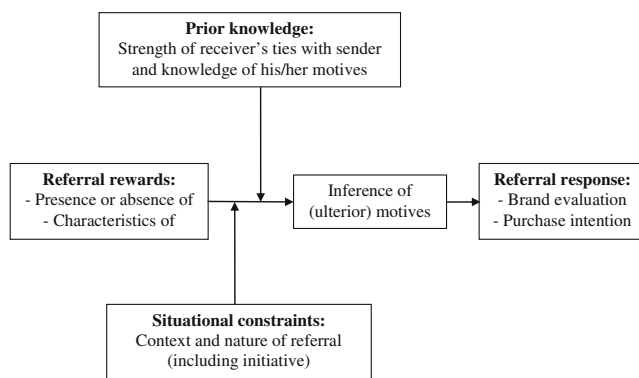 Prior knowledge:
Strength of receiver's ties with sender
and knowledge of his/her motives
Referral rewards:
- Presence or absence of
- Characteristics of
Inference of
(ulterior) motives
Referral response:
- Brand evaluation
- Purchase intention
Situational constraints:
Context and nature of referral
(including initiative)